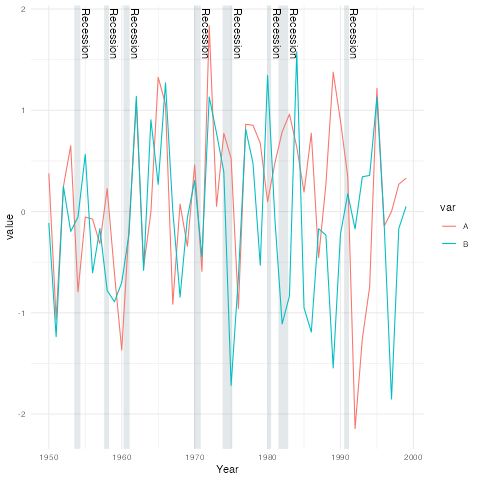 2
1
0
-1
-2
value
Recession
Recession
Recession
Recession
Recession
Recession
Recession
Recession
1950
1960
1970
1980
1990
2000
Year
var
A
B